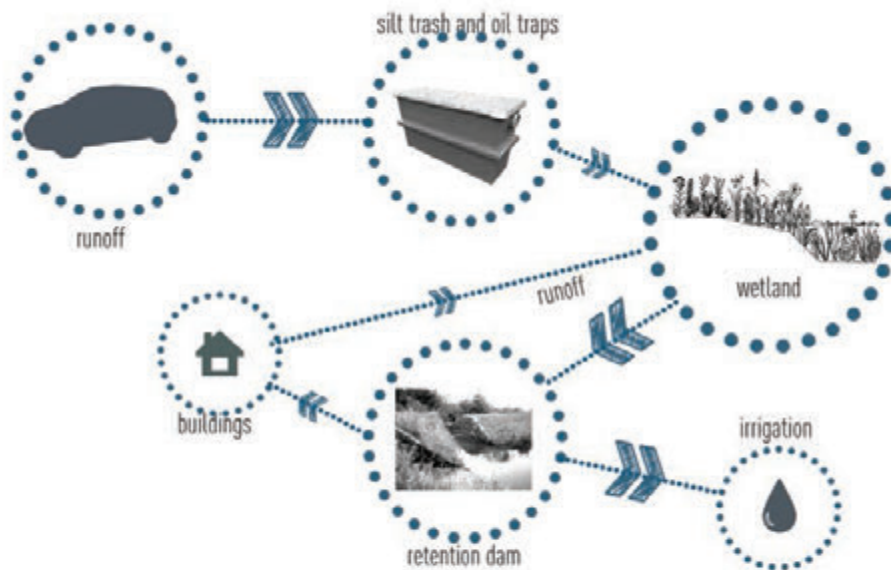 silt trash and oil traps
runoff
wetland
runoff
buildings
irrigation
retention dam